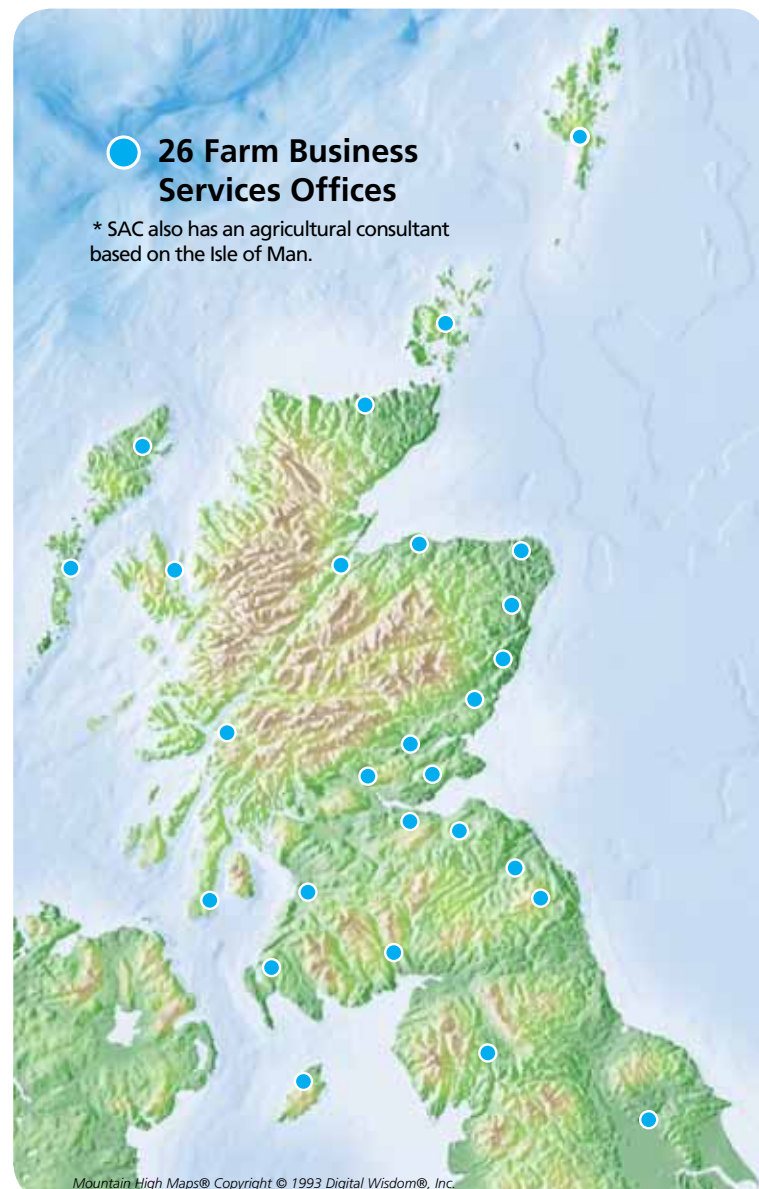 26 Farm Business
Services Offices
* SAC also has an agricultural consultant
based on the Isle of Man.
Mountain High Maps® Copyright © 1993 Digital Wisdom®, Inc.